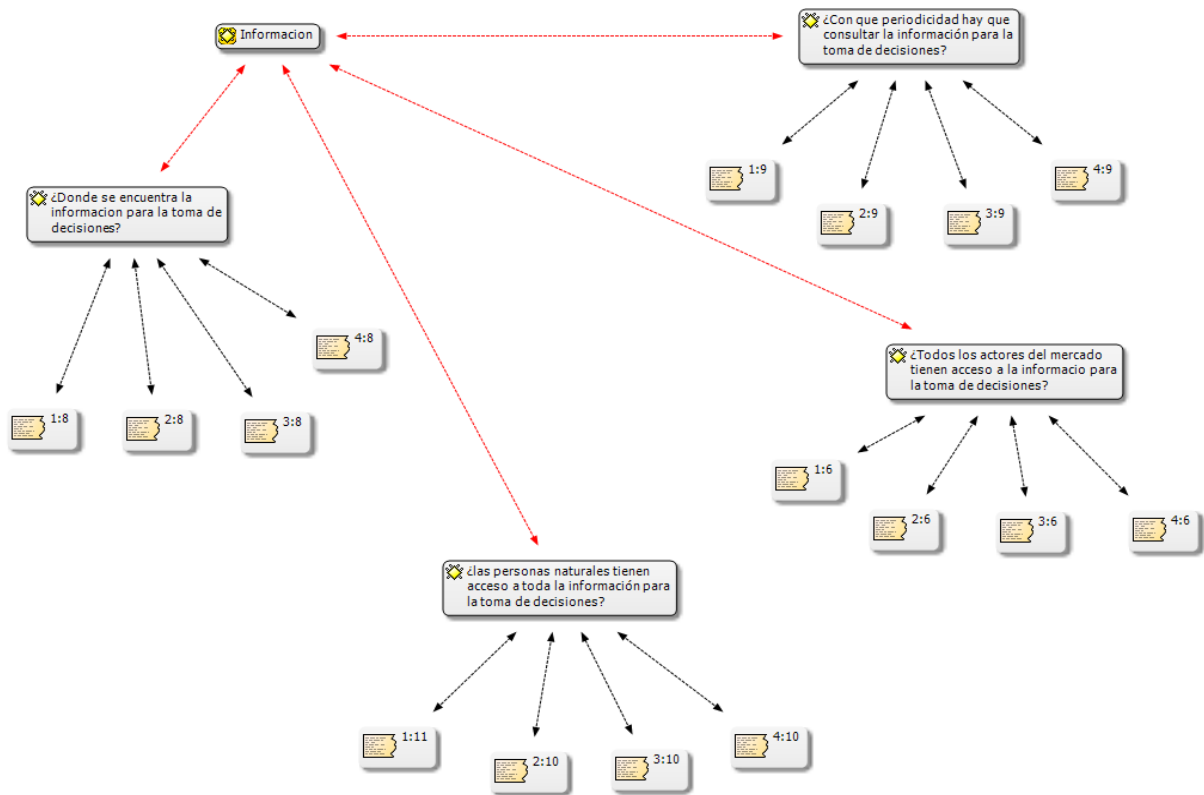 Informacion
¿Con que periodicidad hay que
consultar la información para la
toma de decisiones?
1:9
2:9
3:9
4:9
¿Donde se encuentra la
informacion para la toma de
decisiones?
4:8
1:8
2:8
3:8
¿Todos los actores del mercado
tienen acceso a la informacio para
la toma de decisiones?
1:6
2:6
3:6
4:6
¿las personas naturales tienen
acceso a toda la información para
la toma de decisiones?
1:11
2:10
3:10
4:10